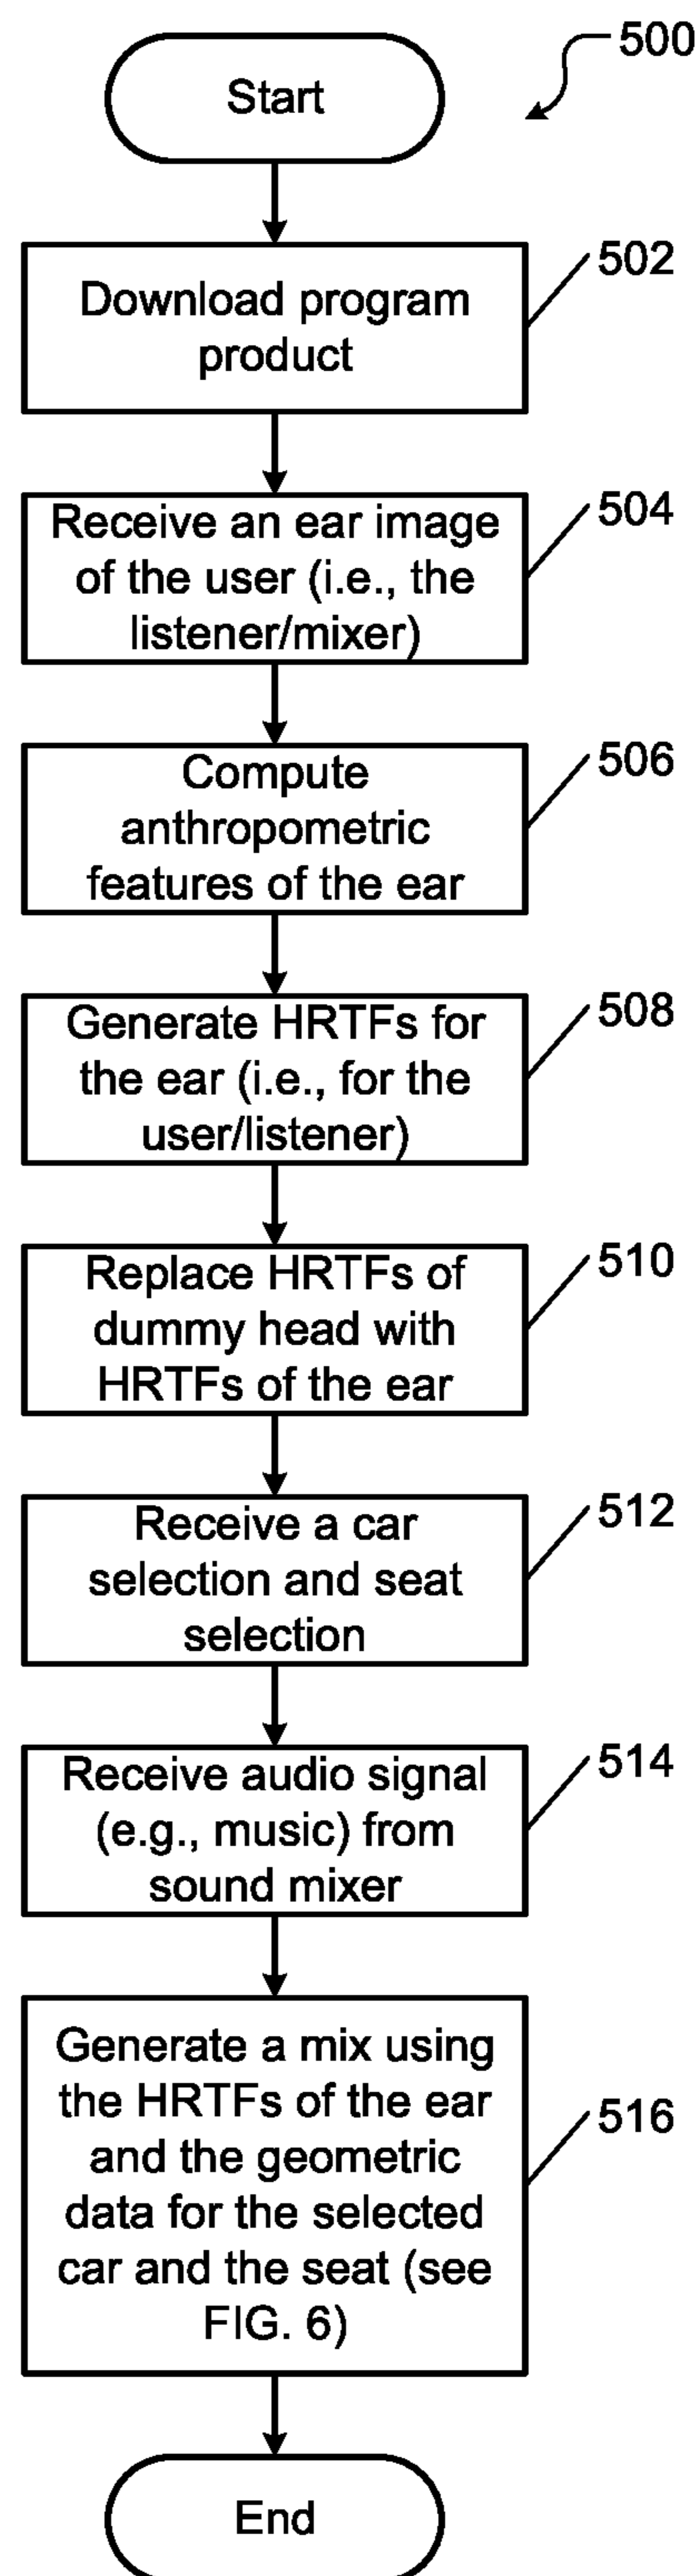 500
Start
502
Download program
product
504
Receive an ear image
of the user (i.e., the
listener/mixer)
506
Compute
anthropometric
features of the ear
508
Generate HRTFs for
the ear (i.e., for the
user/listener)
510
Replace HRTFs of
dummy head with
HRTFs of the ear
512
Receive a car
selection and seat
selection
514
Receive audio signal
(e.g., music) from
sound mixer
516
Generate a mix using
the HRTFs of the ear
and the geometric
data for the selected
car and the seat (see
FIG. 6)
End